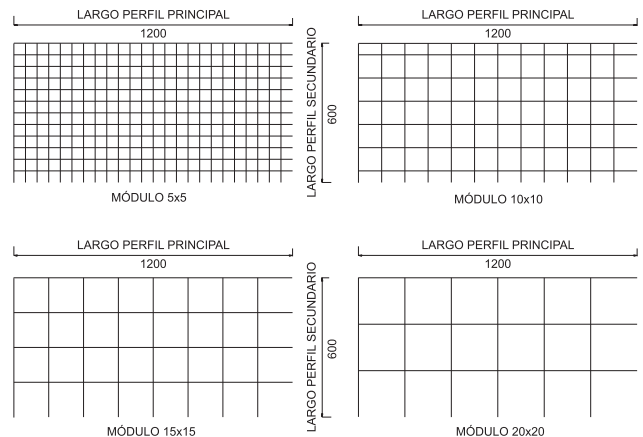 LARGO PERFIL PRINCIPAL
1200
LARGO PERFIL SECUNDARIO
600
MÓDULO 5x5
LARGO PERFIL PRINCIPAL
1200
MÓDULO 10x10
LARGO PERFIL PRINCIPAL
1200
LARGO PERFIL SECUNDARIO
600
MÓDULO 15x15
LARGO PERFIL PRINCIPAL
1200
MÓDULO 20x20